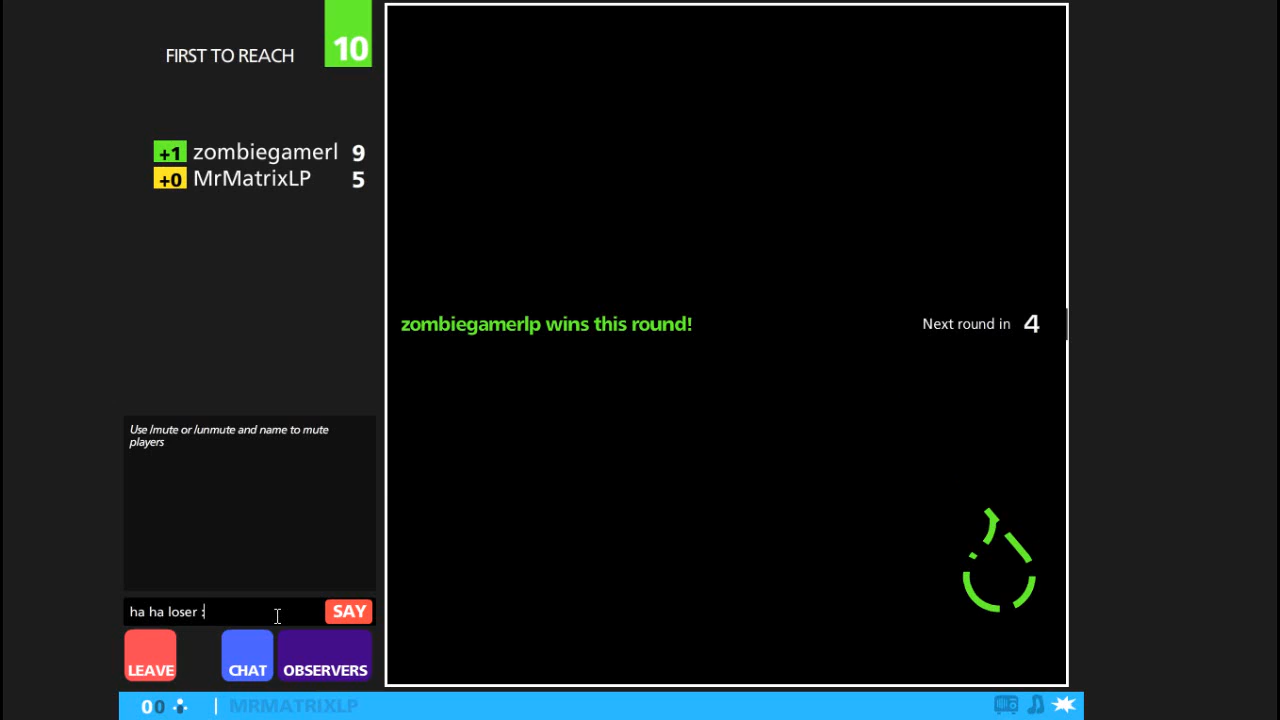 FIRST TO REACH 10
+1 zombiegamerl 9
+0 MrMatrixLP 5
zombiegamerlp wins this round!
Next round in 4
Use /mute or /unmute and name to mute
players
ha ha loser :
SAY
LEAVE
CHAT
OBSERVERS
00
MRMATRIXLP